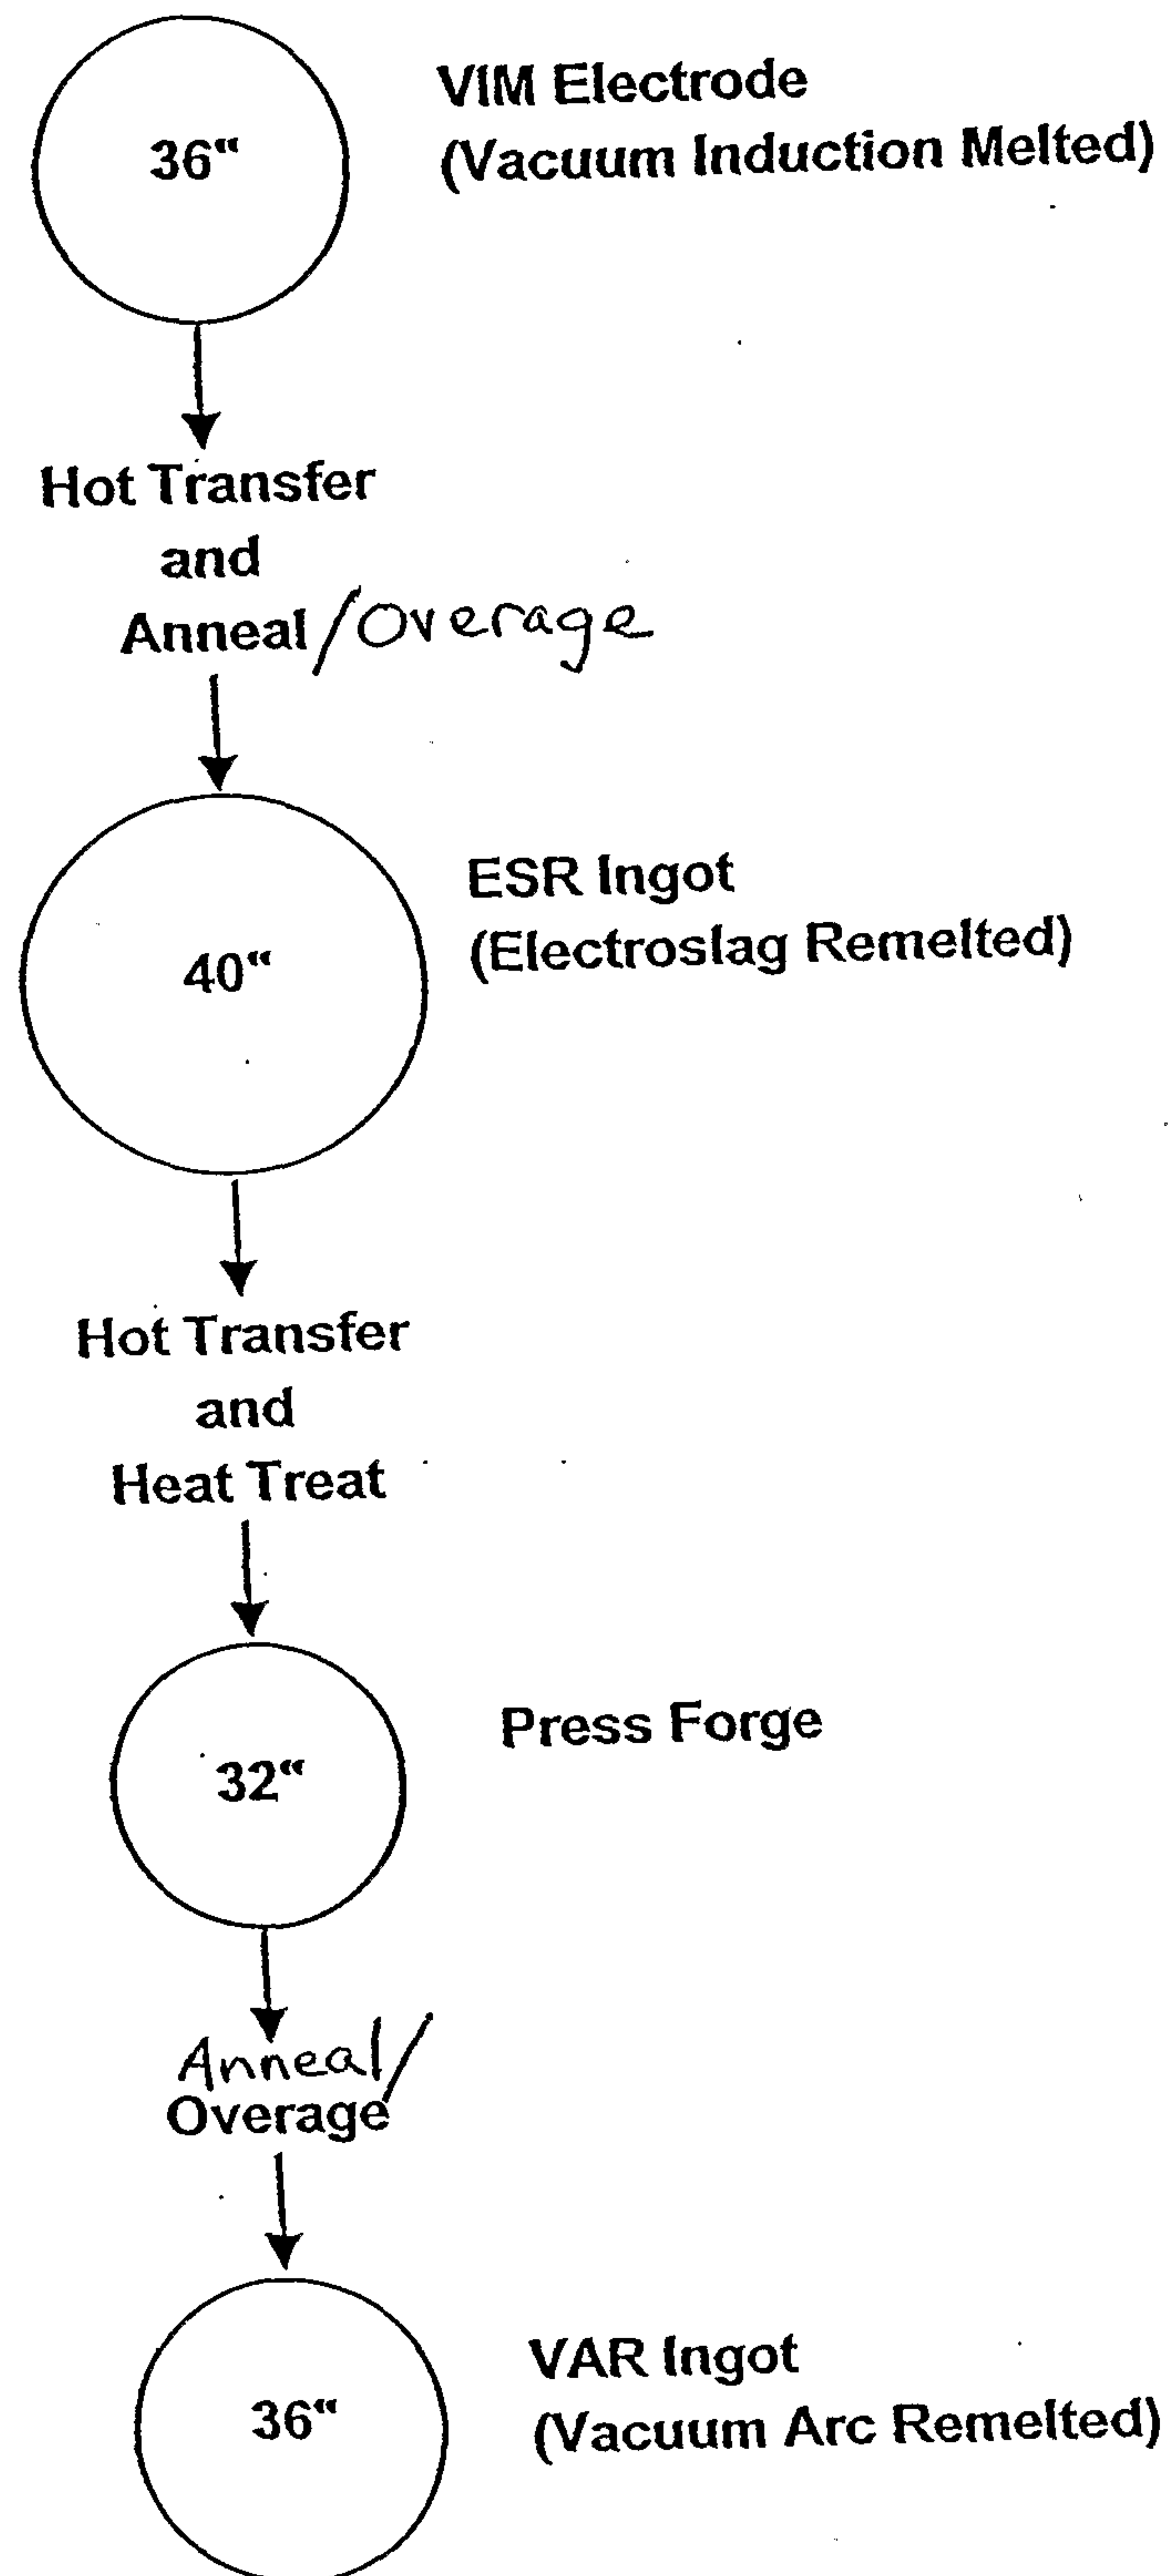 36“
VIM Electrode
(Vacuum Induction Melted)
Hot Transfer
and
Anneal/Overage
40“
ESR Ingot
(Electroslag Remelted)
Hot Transfer
and
Heat Treat
32“
Press Forge
Anneal/
Overage
36“
VAR Ingot
(Vacuum Arc Remelted)